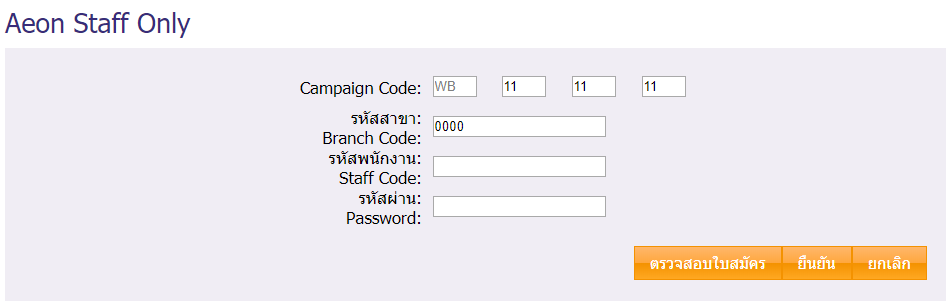 Aeon Staff Only
Campaign Code: WB 11 11 11
รหัสสาขา:
Branch Code: 0000
รหัสพนักงาน:
Staff Code:
รหัสผ่าน:
Password:
ตรวจสอบใบสมัคร ยืนยัน ยกเลิก